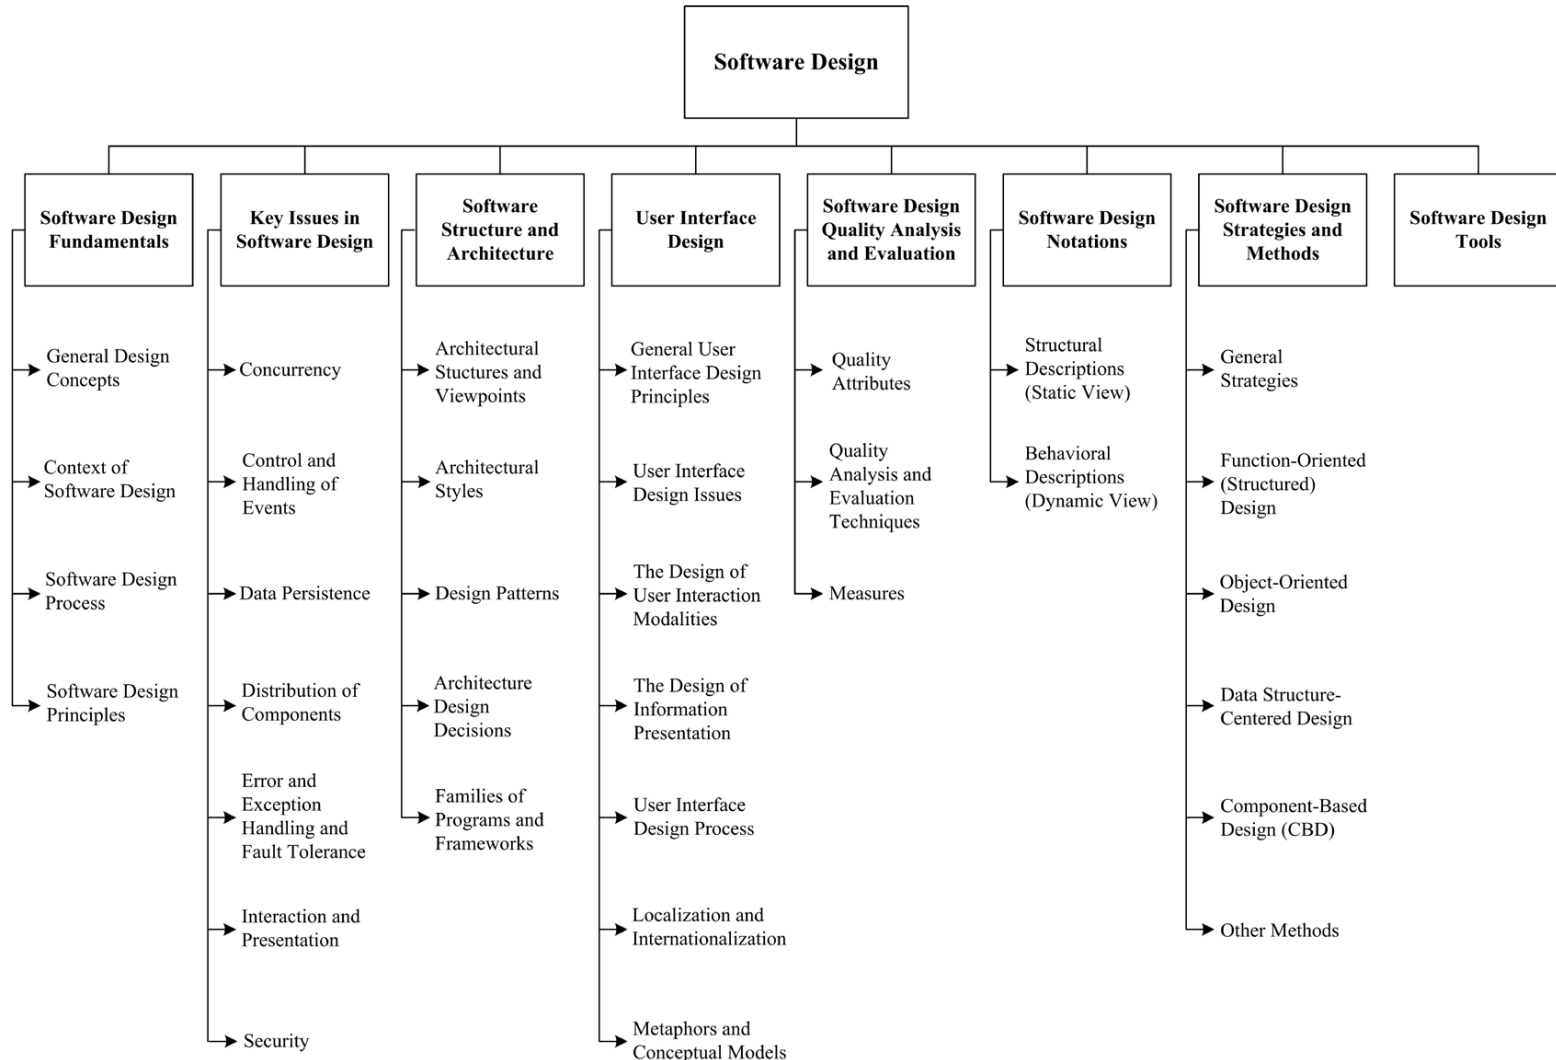 Software Design
Software Design
Fundamentals
General Design
Concepts
Context of
Software Design
Software Design
Process
Software Design
Principles
Key Issues in
Software Design
Concurrency
Control and
Handling of
Events
Data Persistence
Distribution of
Components
Error and
Exception
Handling and
Fault Tolerance
Interaction and
Presentation
Security
Software
Structure and
Architecture
Architectural
Stuctures and
Viewpoints
Architectural
Styles
Design Patterns
Architecture
Design
Decisions
Families of
Programs and
Frameworks
User Interface
Design
General User
Interface Design
Principles
User Interface
Design Issues
The Design of
User Interaction
Modalities
The Design of
Information
Presentation
User Interface
Design Process
Localization and
Internationalization
Metaphors and
Conceptual Models
Software Design
Quality Analysis
and Evaluation
Quality
Attributes
Quality
Analysis and
Evaluation
Techniques
Measures
Software Design
Notations
Structural
Descriptions
(Static View)
Behavioral
Descriptions
(Dynamic View)
Software Design
Strategies and
Methods
General
Strategies
Function-Oriented
(Structured)
Design
Object-Oriented
Design
Data Structure-
Centered Design
Component-Based
Design (CBD)
Other Methods
Software Design
Tools